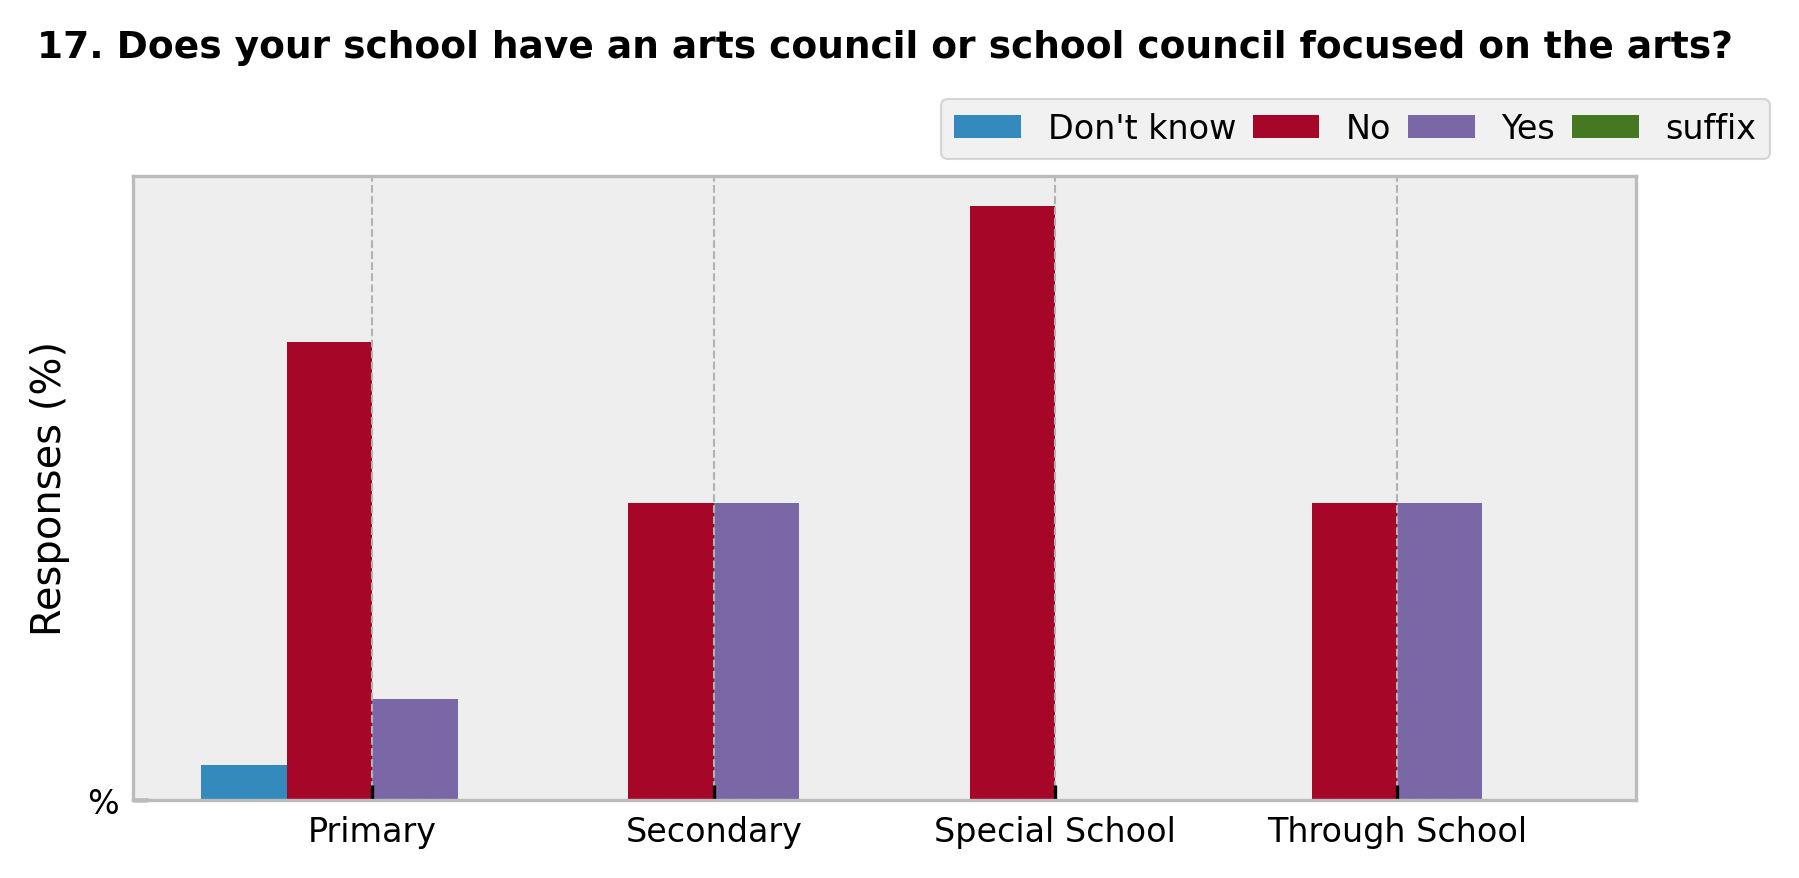 17. Does your school have an arts council or school council focused on the arts?
Don't know No Yes suffix
Responses (%)
%
Primary Secondary Special School Through School